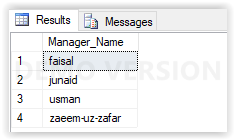 Results Messages
Manager_Name
1 faisal
2 junaid
3 usman
4 zaeem-uz-zafar